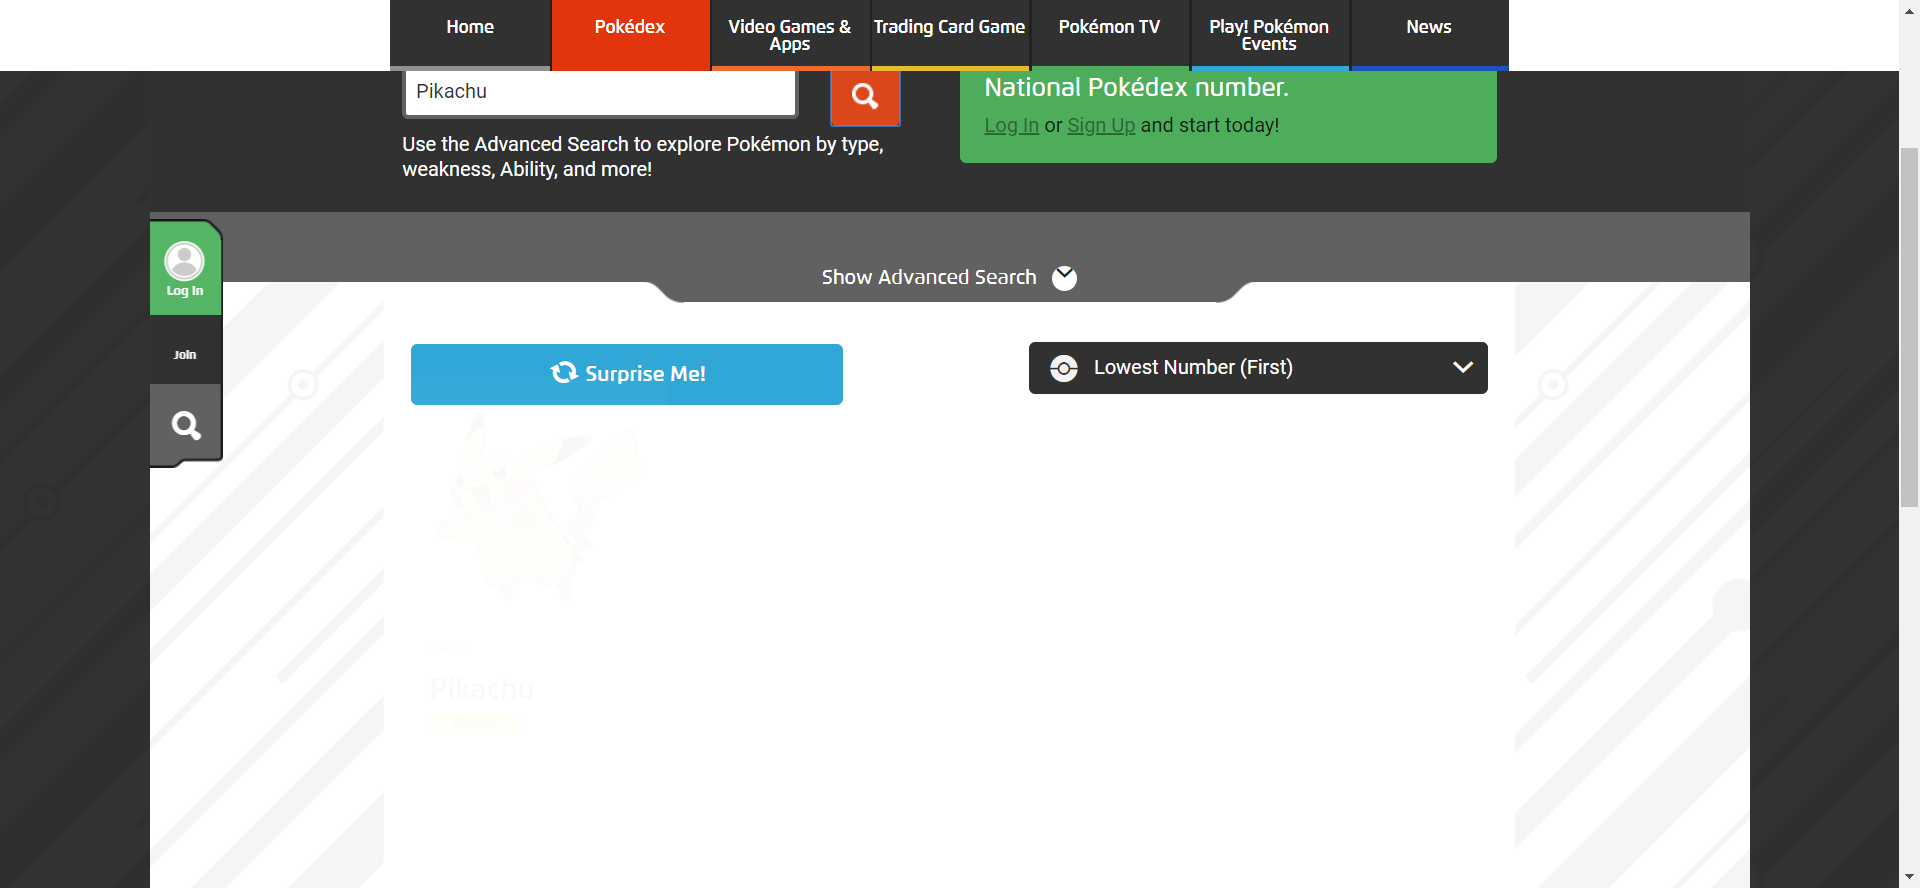 Home
Pokédex
Video Games &
Apps
Trading Card Game
Pokémon TV
Play! Pokémon
Events
News
Pikachu
National Pokédex number.
Log In or Sign Up and start today!
Use the Advanced Search to explore Pokémon by type,
weakness, Ability, and more!
Log In
Join
Show Advanced Search
Surprise Me!
Lowest Number (First)
Pikachu